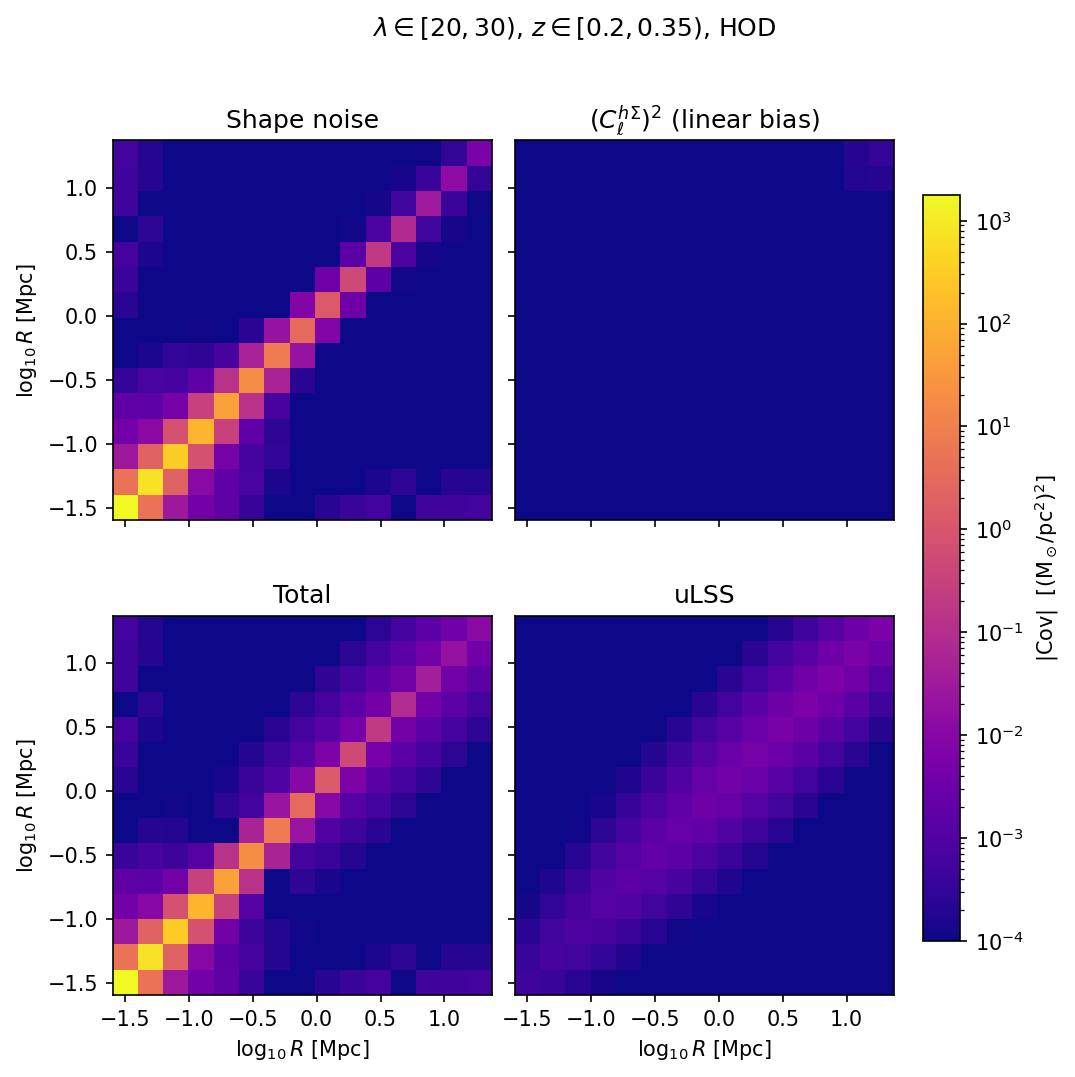 λ ∈ [20, 30), z ∈ [0.2, 0.35), HOD
Shape noise
(C_ℓ^{hΣ})² (linear bias)
1.0
0.5
0.0
−0.5
−1.0
−1.5
log₁₀ R [Mpc]
10³
10²
10¹
10⁰
10⁻¹
10⁻²
10⁻³
10⁻⁴
|Cov| [(M_⊙/pc²)²]
Total
uLSS
1.0
0.5
0.0
−0.5
−1.0
−1.5
log₁₀ R [Mpc]
−1.5 −1.0 −0.5 0.0 0.5 1.0
−1.5 −1.0 −0.5 0.0 0.5 1.0
log₁₀ R [Mpc]
log₁₀ R [Mpc]